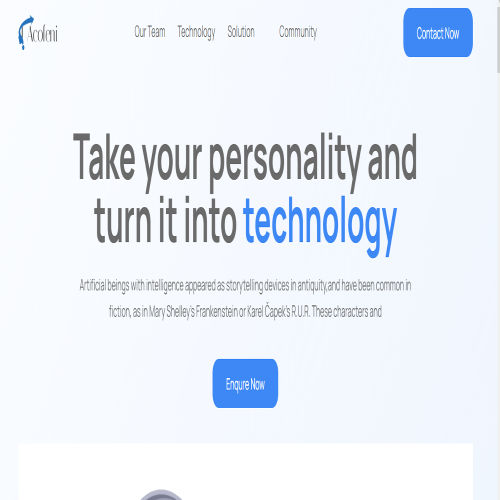 Acofeni
Our Team Technology Solution Community
Contact Now
Take your personality and
turn it into technology
Artificial beings with intelligence appeared as storytelling devices in antiquity,and have been common in
fiction, as in Mary Shelley's Frankenstein or Karel Čapek's R.U.R. These characters and
Enqure Now